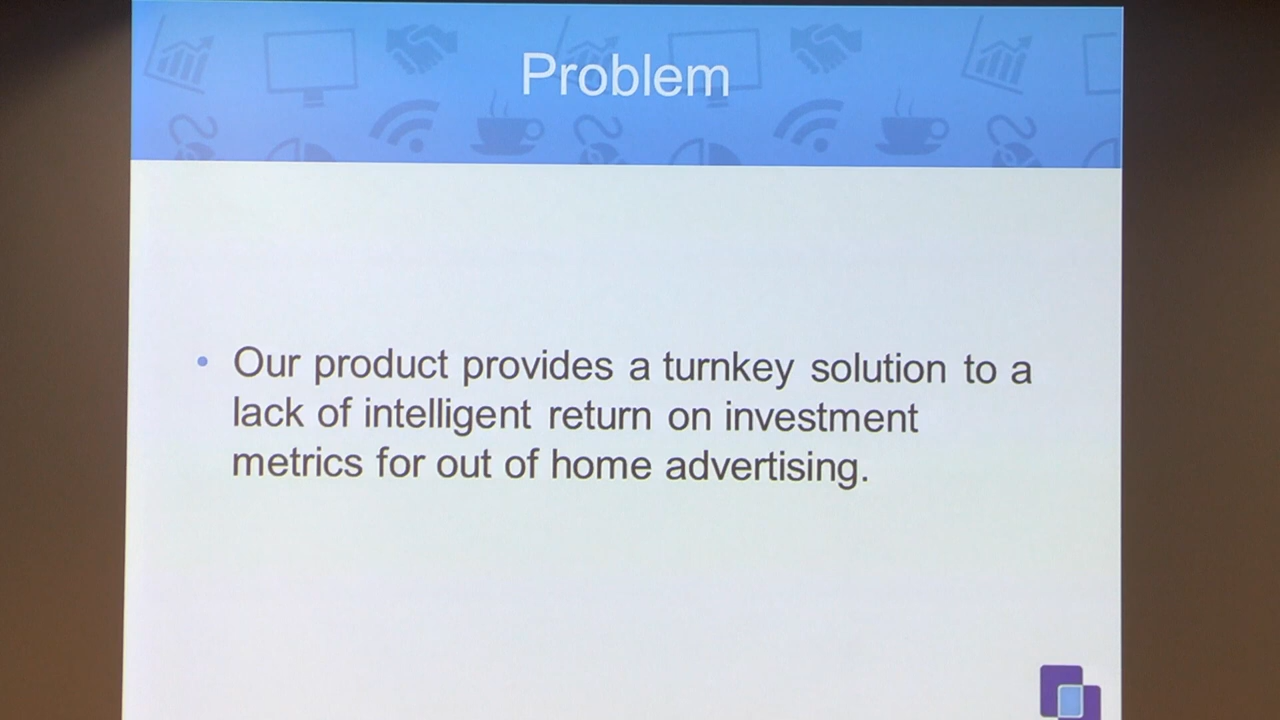 Problem
Our product provides a turnkey solution to a
lack of intelligent return on investment
metrics for out of home advertising.